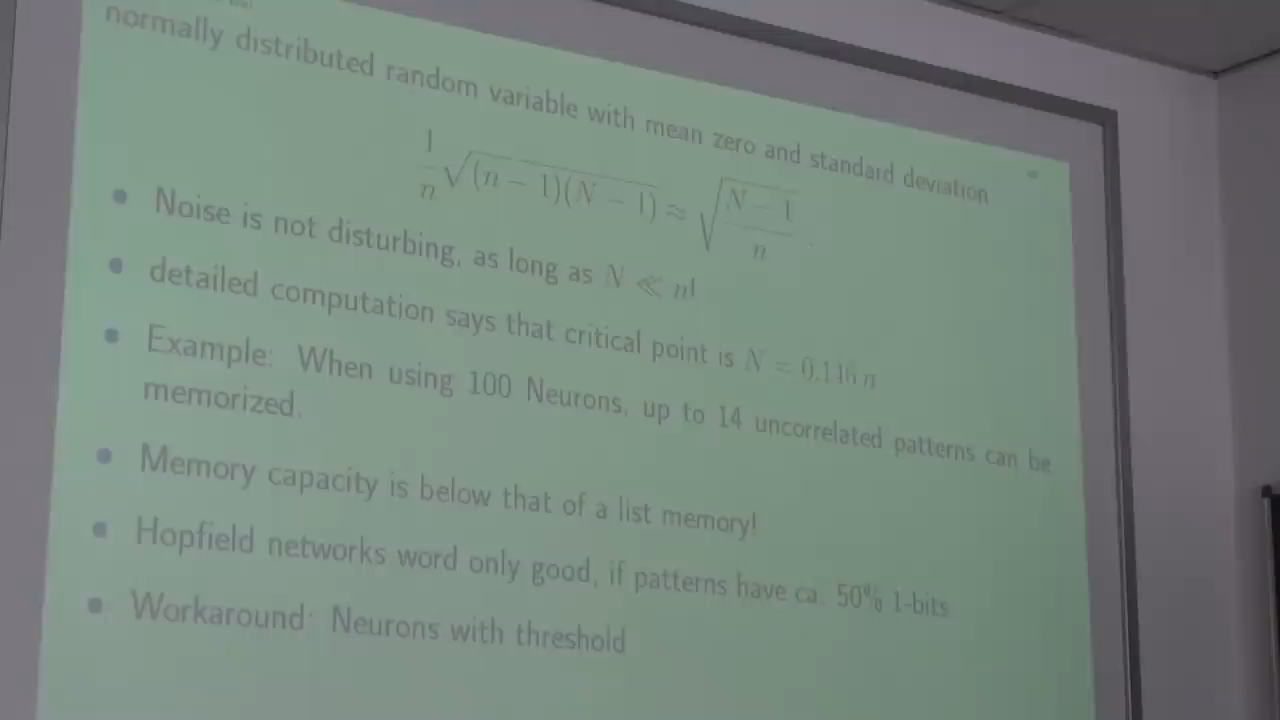 normally distributed random variable with mean zero and standard deviation
1/n √(n − 1)(N − 1) ≈ √(N − 1)/n .
• Noise is not disturbing, as long as N ≪ n!
• detailed computation says that critical point is N = 0.146 n
• Example: When using 100 Neurons, up to 14 uncorrelated patterns can be
memorized.
• Memory capacity is below that of a list memory!
• Hopfield networks word only good, if patterns have ca. 50% 1-bits
• Workaround: Neurons with threshold